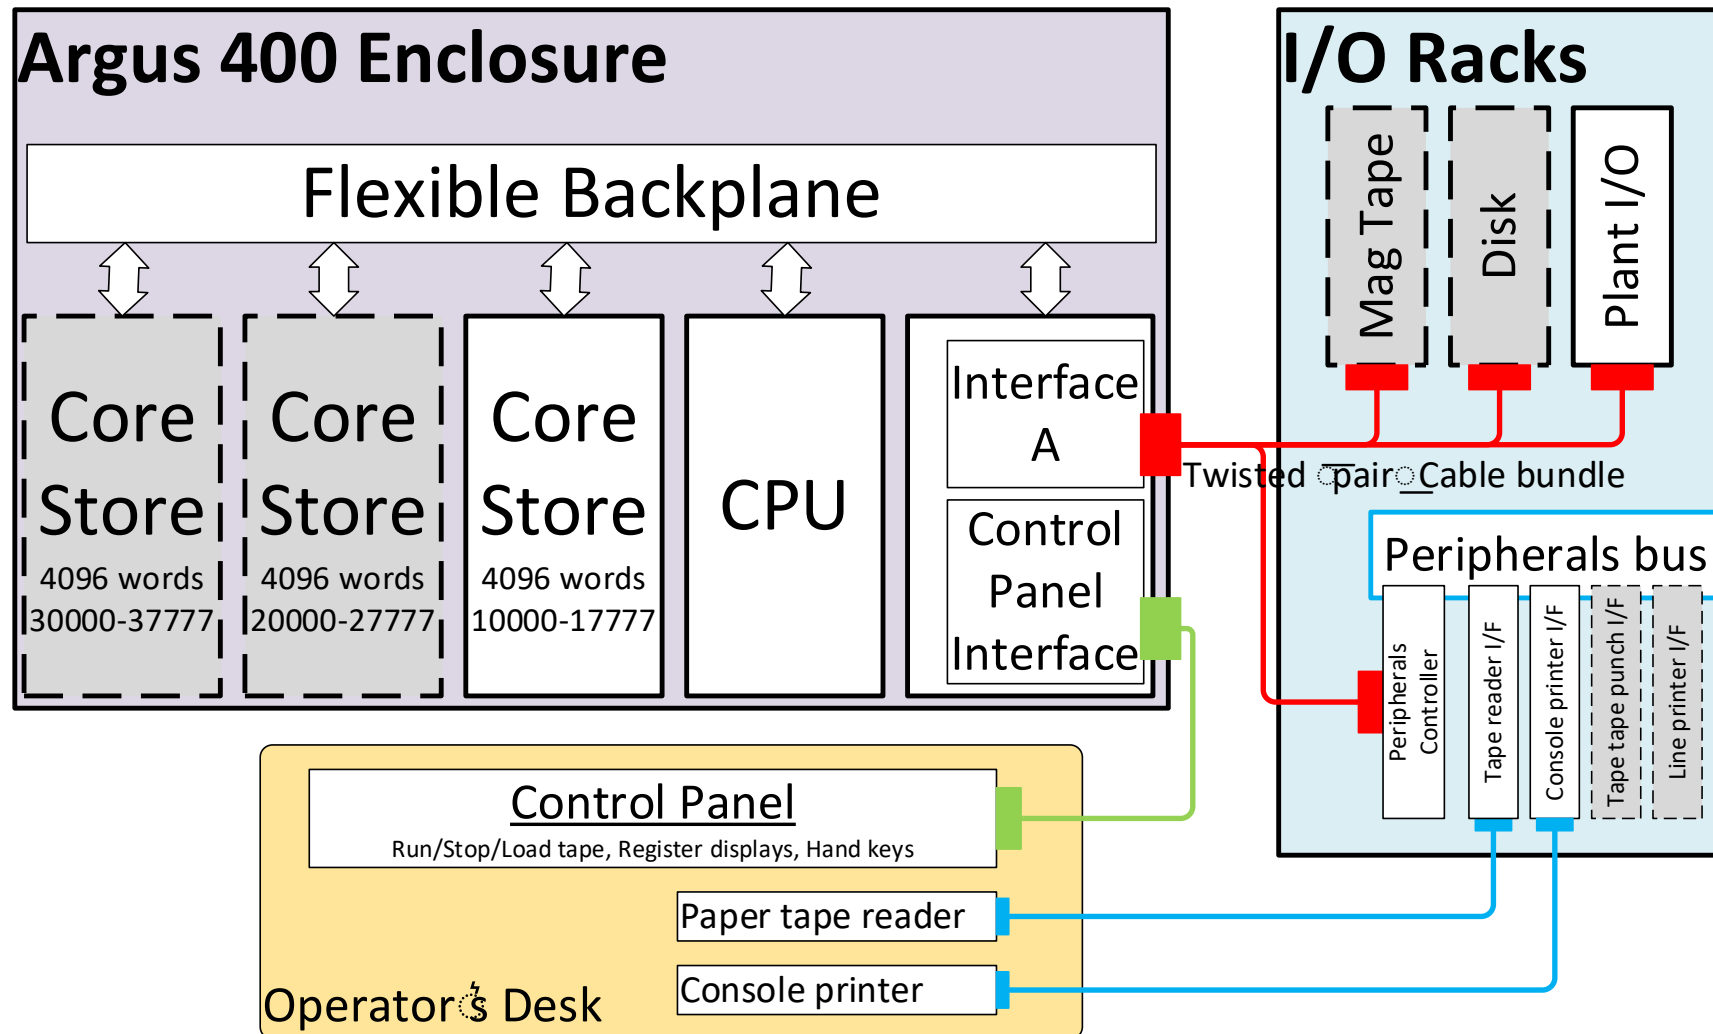 Argus 400 Enclosure
Flexible Backplane
Core
Store
4096 words
30000-37777
Core
Store
4096 words
20000-27777
Core
Store
4096 words
10000-17777
CPU
Interface
A
Control
Panel
Interface
I/O Racks
Mag Tape
Disk
Plant I/O
Twisted pair Cable bundle
Peripherals bus
Peripherals
Controller
Tape reader I/F
Console printer I/F
Tape tape punch I/F
Line printer I/F
Control Panel
Run/Stop/Load tape, Register displays, Hand keys
Paper tape reader
Console printer
Operator's Desk